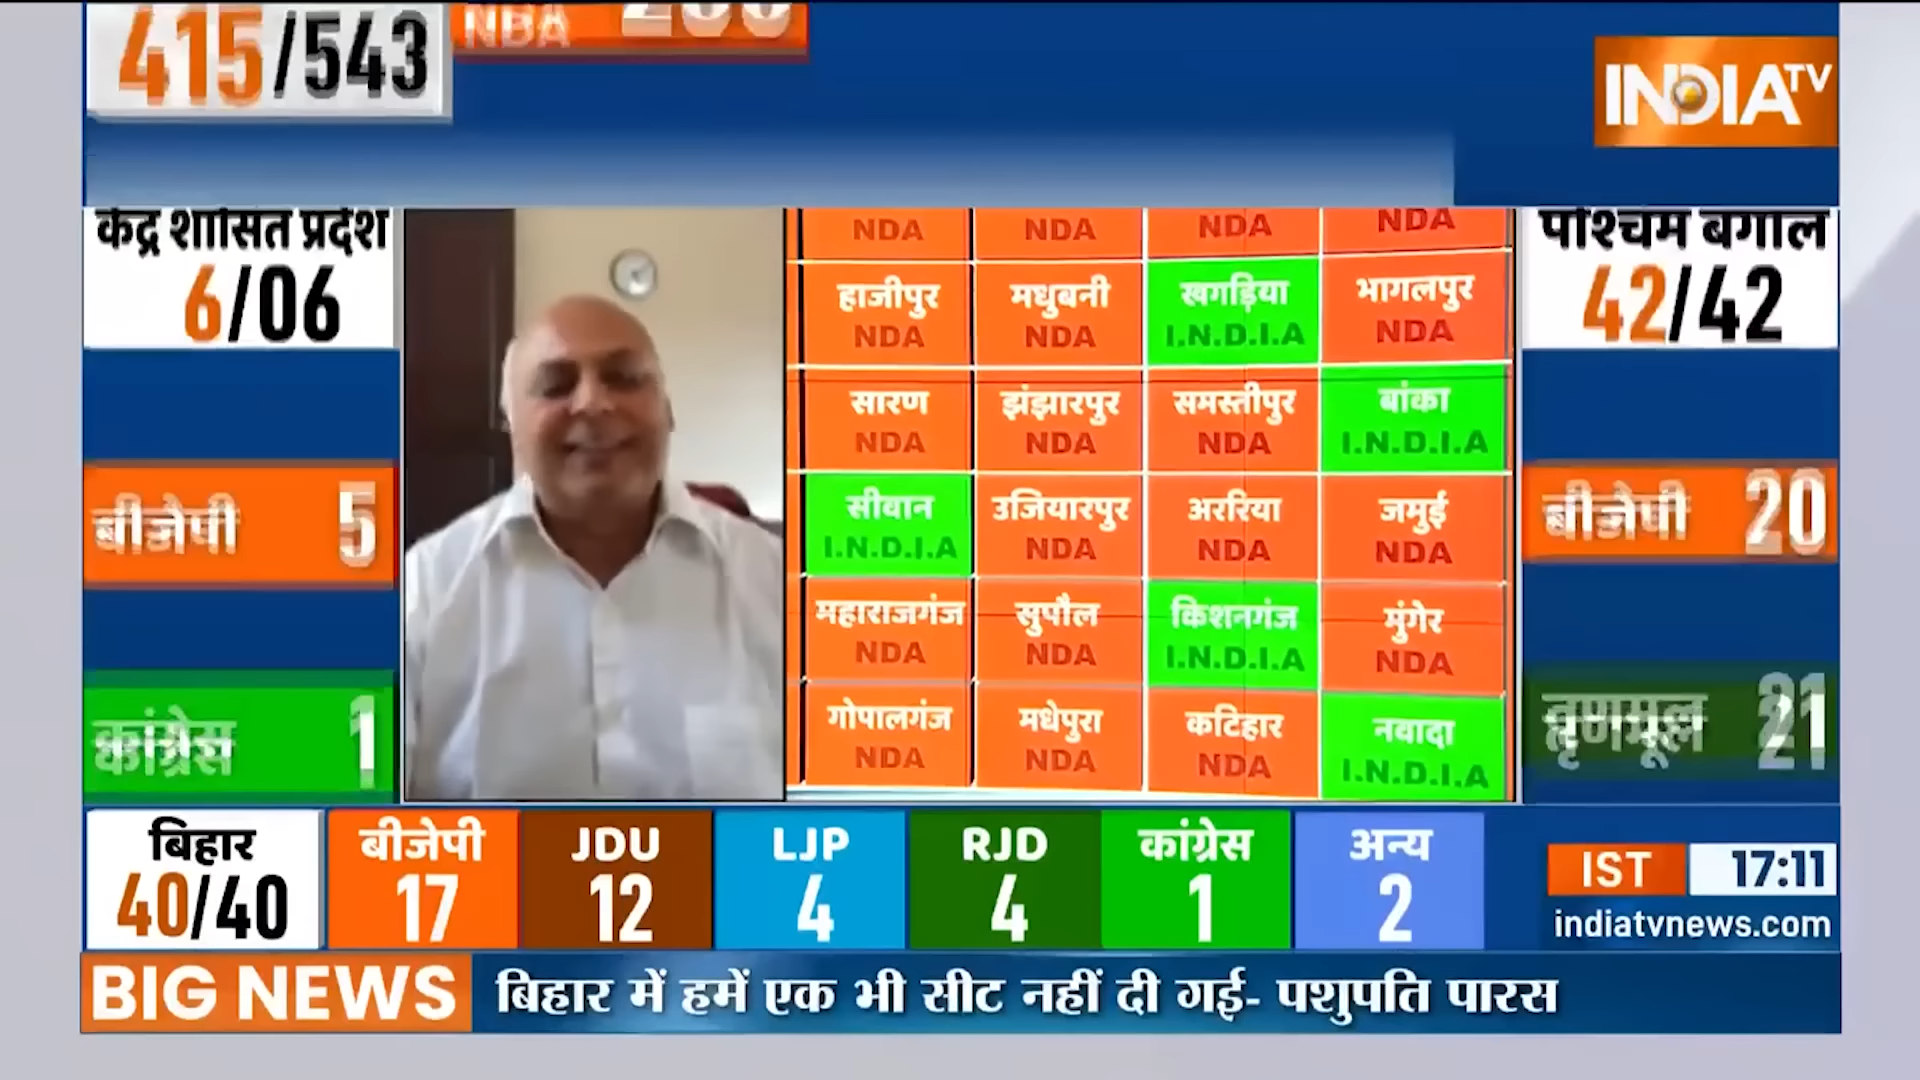 415/543
INDIA TV
केंद्र शासित प्रदेश
6/06
बीजेपी 5
कांग्रेस 1
NDA NDA NDA NDA
हाजीपुर मधुबनी खगड़िया भागलपुर
NDA NDA I.N.D.I.A NDA
सारण झंझारपुर समस्तीपुर बांका
NDA NDA NDA I.N.D.I.A
सीवान उजियारपुर अररिया जमुई
I.N.D.I.A NDA NDA NDA
महाराजगंज सुपौल किशनगंज मुंगेर
NDA NDA I.N.D.I.A NDA
गोपालगंज मधेपुरा कटिहार नवादा
NDA NDA NDA I.N.D.I.A
पश्चिम बंगाल
42/42
बीजेपी 20
तृणमूल 21
बिहार बीजेपी JDU LJP RJD कांग्रेस अन्य
40/40 17 12 4 4 1 2
IST 17:11
indiatvnews.com
BIG NEWS बिहार में हमें एक भी सीट नहीं दी गई- पशुपति पारस